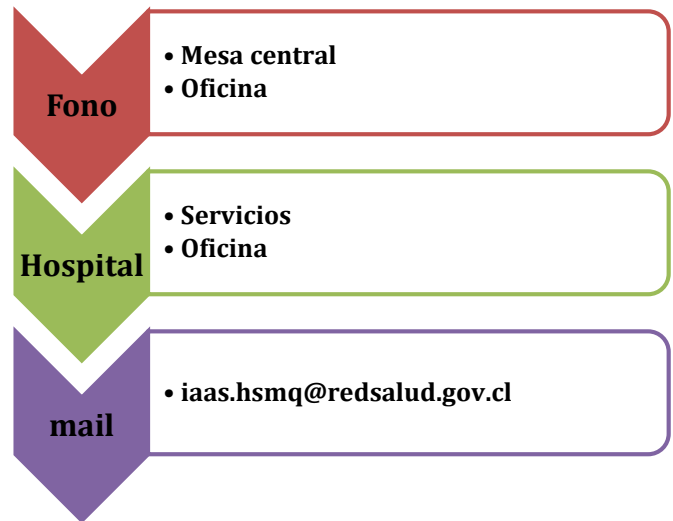 Fono
• Mesa central
• Oficina
Hospital
• Servicios
• Oficina
mail
• iaas.hsmq@redsalud.gov.cl